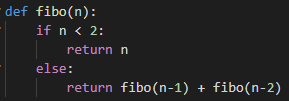 def fibo(n):
    if n < 2:
        return n
    else:
        return fibo(n-1) + fibo(n-2)